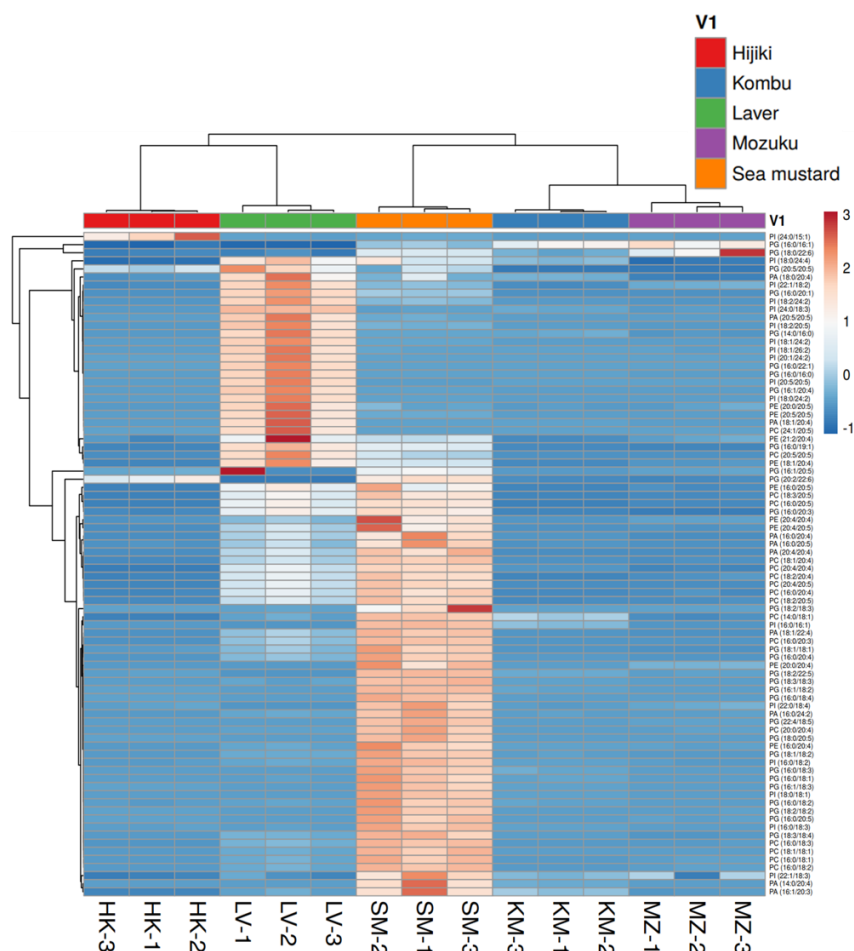 V1
Hijiki
Kombu
Laver
Mozuku
Sea mustard
V1
3
2
1
0
-1
PI (24:0/15:1)
PG (16:0/16:1)
PG (18:0/22:6)
PI (18:0/24:4)
PG (20:5/20:5)
PA (18:0/20:4)
PI (22:1/18:2)
PG (16:0/20:1)
PI (18:2/24:2)
PI (24:0/18:3)
PA (20:5/20:5)
PI (18:2/20:5)
PG (14:0/16:0)
PI (18:1/24:2)
PI (18:1/26:2)
PI (20:1/24:2)
PG (16:0/22:1)
PG (16:0/16:0)
PI (20:5/20:5)
PG (16:1/20:4)
PI (18:0/24:2)
PE (20:0/20:5)
PE (20:5/20:5)
PA (18:1/20:4)
PC (24:1/20:5)
PE (21:2/20:4)
PG (16:0/19:1)
PC (20:5/20:5)
PE (18:1/20:4)
PG (16:1/20:5)
PG (20:2/22:6)
PE (16:0/20:5)
PC (18:3/20:5)
PC (16:0/20:5)
PG (16:0/20:3)
PE (20:4/20:4)
PE (20:4/20:5)
PA (16:0/20:4)
PA (16:0/20:5)
PA (20:4/20:4)
PC (18:1/20:4)
PC (20:4/20:4)
PC (18:2/20:4)
PC (20:4/20:5)
PC (16:0/20:4)
PC (18:2/20:5)
PG (18:2/18:3)
PC (14:0/18:1)
PI (16:0/16:1)
PA (18:1/22:4)
PC (16:0/20:3)
PG (18:1/18:1)
PG (16:0/20:4)
PE (20:0/20:4)
PG (18:2/22:5)
PG (18:3/18:3)
PG (16:1/18:2)
PG (16:0/18:4)
PI (22:0/18:4)
PA (16:0/24:2)
PG (22:4/18:5)
PC (20:0/20:4)
PG (18:0/20:5)
PE (16:0/20:4)
PG (18:1/18:2)
PI (16:0/18:2)
PG (16:0/18:3)
PG (16:0/18:1)
PG (16:1/18:3)
PI (18:0/18:1)
PG (16:0/18:2)
PG (18:2/18:2)
PG (16:0/20:5)
PI (16:0/18:3)
PG (18:3/18:4)
PC (16:0/18:3)
PC (18:1/18:1)
PC (16:0/18:1)
PC (16:0/18:2)
PI (22:1/18:3)
PA (14:0/20:4)
PA (16:1/20:3)
HK-3
HK-1
HK-2
LV-1
LV-2
LV-3
SM-2
SM-1
SM-3
KM-3
KM-1
KM-2
MZ-1
MZ-2
MZ-3